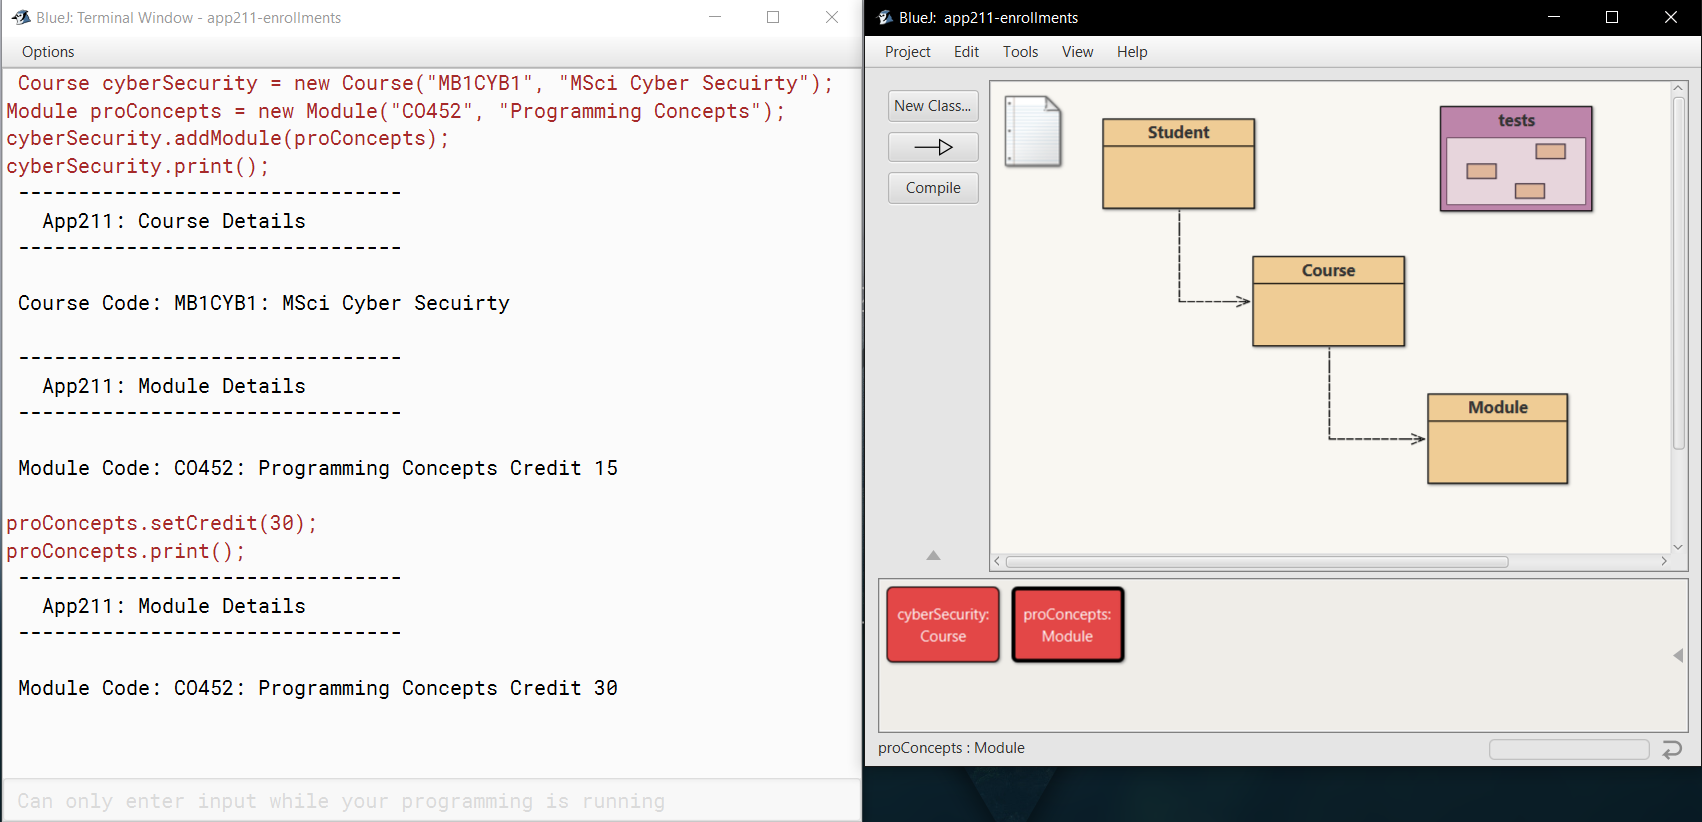 BlueJ: Terminal Window - app211-enrollments
Options
Course cyberSecurity = new Course("MB1CYB1", "MSci Cyber Secuirty");
Module proConcepts = new Module("CO452", "Programming Concepts");
cyberSecurity.addModule(proConcepts);
cyberSecurity.print();
--------------------------------
App211: Course Details
--------------------------------
Course Code: MB1CYB1: MSci Cyber Secuirty
--------------------------------
App211: Module Details
--------------------------------
Module Code: CO452: Programming Concepts Credit 15
proConcepts.setCredit(30);
proConcepts.print();
--------------------------------
App211: Module Details
--------------------------------
Module Code: CO452: Programming Concepts Credit 30
Can only enter input while your programming is running
BlueJ: app211-enrollments
Project Edit Tools View Help
New Class...
Compile
Student
tests
Course
Module
cyberSecurity:
Course
proConcepts:
Module
proConcepts : Module